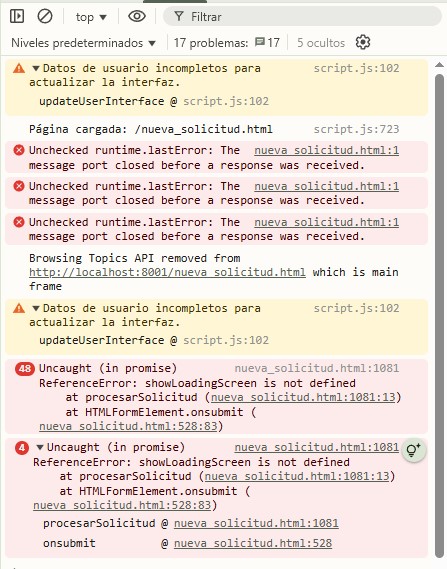 top ▾ Filtrar
Niveles predeterminados ▾ 17 problemas: 17 5 ocultos
▼Datos de usuario incompletos para script.js:102
actualizar la interfaz.
updateUserInterface @ script.js:102
Página cargada: /nueva_solicitud.html script.js:723
Unchecked runtime.lastError: The nueva_solicitud.html:1
message port closed before a response was received.
Unchecked runtime.lastError: The nueva_solicitud.html:1
message port closed before a response was received.
Unchecked runtime.lastError: The nueva_solicitud.html:1
message port closed before a response was received.
Browsing Topics API removed from
http://localhost:8001/nueva_solicitud.html which is main
frame
▼Datos de usuario incompletos para script.js:102
actualizar la interfaz.
updateUserInterface @ script.js:102
48 Uncaught (in promise) nueva_solicitud.html:1081
ReferenceError: showLoadingScreen is not defined
at procesarSolicitud (nueva_solicitud.html:1081:13)
at HTMLFormElement.onsubmit (
nueva_solicitud.html:528:83)
4 ▼Uncaught (in promise) nueva_solicitud.html:1081
ReferenceError: showLoadingScreen is not defined
at procesarSolicitud (nueva_solicitud.html:1081:13)
at HTMLFormElement.onsubmit (
nueva_solicitud.html:528:83)
procesarSolicitud @ nueva_solicitud.html:1081
onsubmit @ nueva_solicitud.html:528